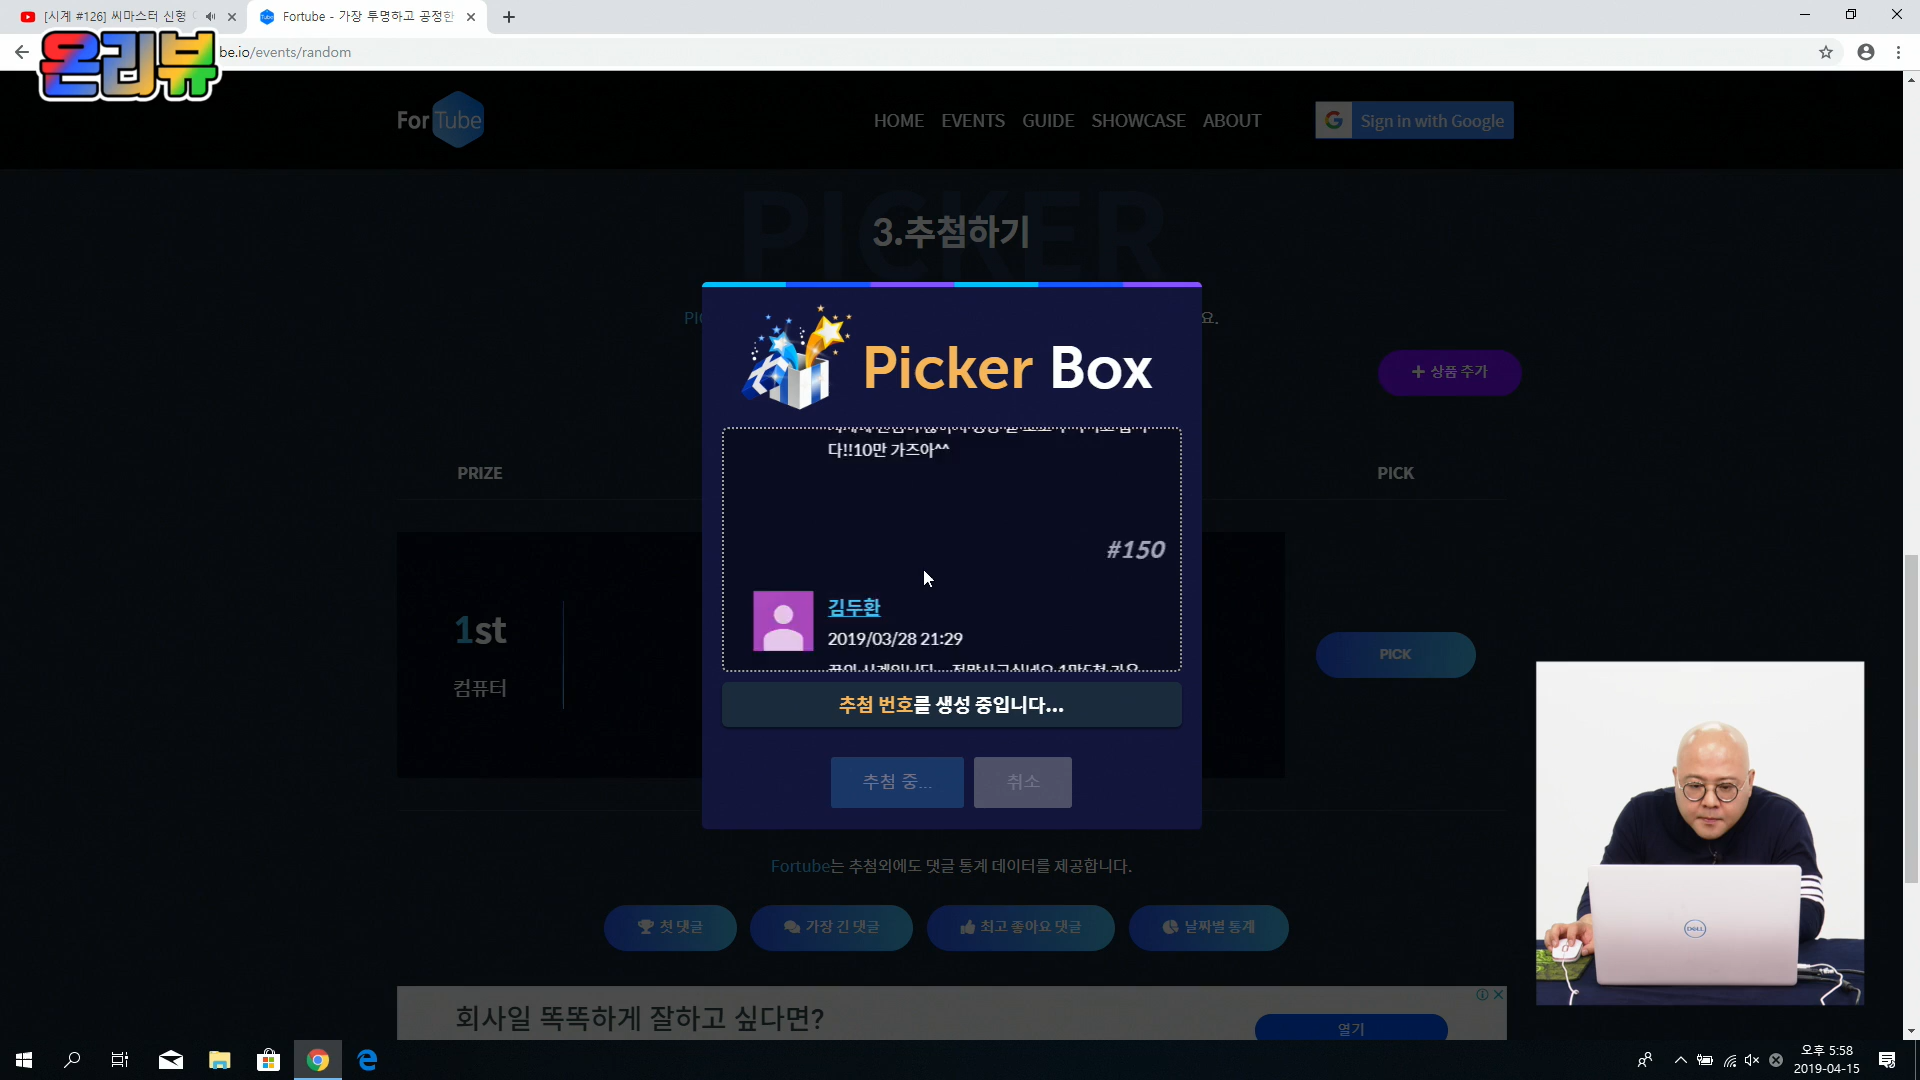 [시계 #126] 씨마스터 신형
Fortube - 가장 투명하고 공정한
온리뷰
be.io/events/random
ForTube
HOME EVENTS GUIDE SHOWCASE ABOUT
Sign in with Google
PICKER
3.추첨하기
PI
요.
+ 상품 추가
Picker Box
다!!10만 가즈아^^
PRIZE
PICK
#150
김두환
2019/03/28 21:29
1st
컴퓨터
PICK
추첨 번호를 생성 중입니다...
추첨 중...
취소
Fortube는 추첨외에도 댓글 통계 데이터를 제공합니다.
첫 댓글
가장 긴 댓글
최고 좋아요 댓글
날짜별 통계
DELL
회사일 똑똑하게 잘하고 싶다면?
열기
오후 5:58
2019-04-15